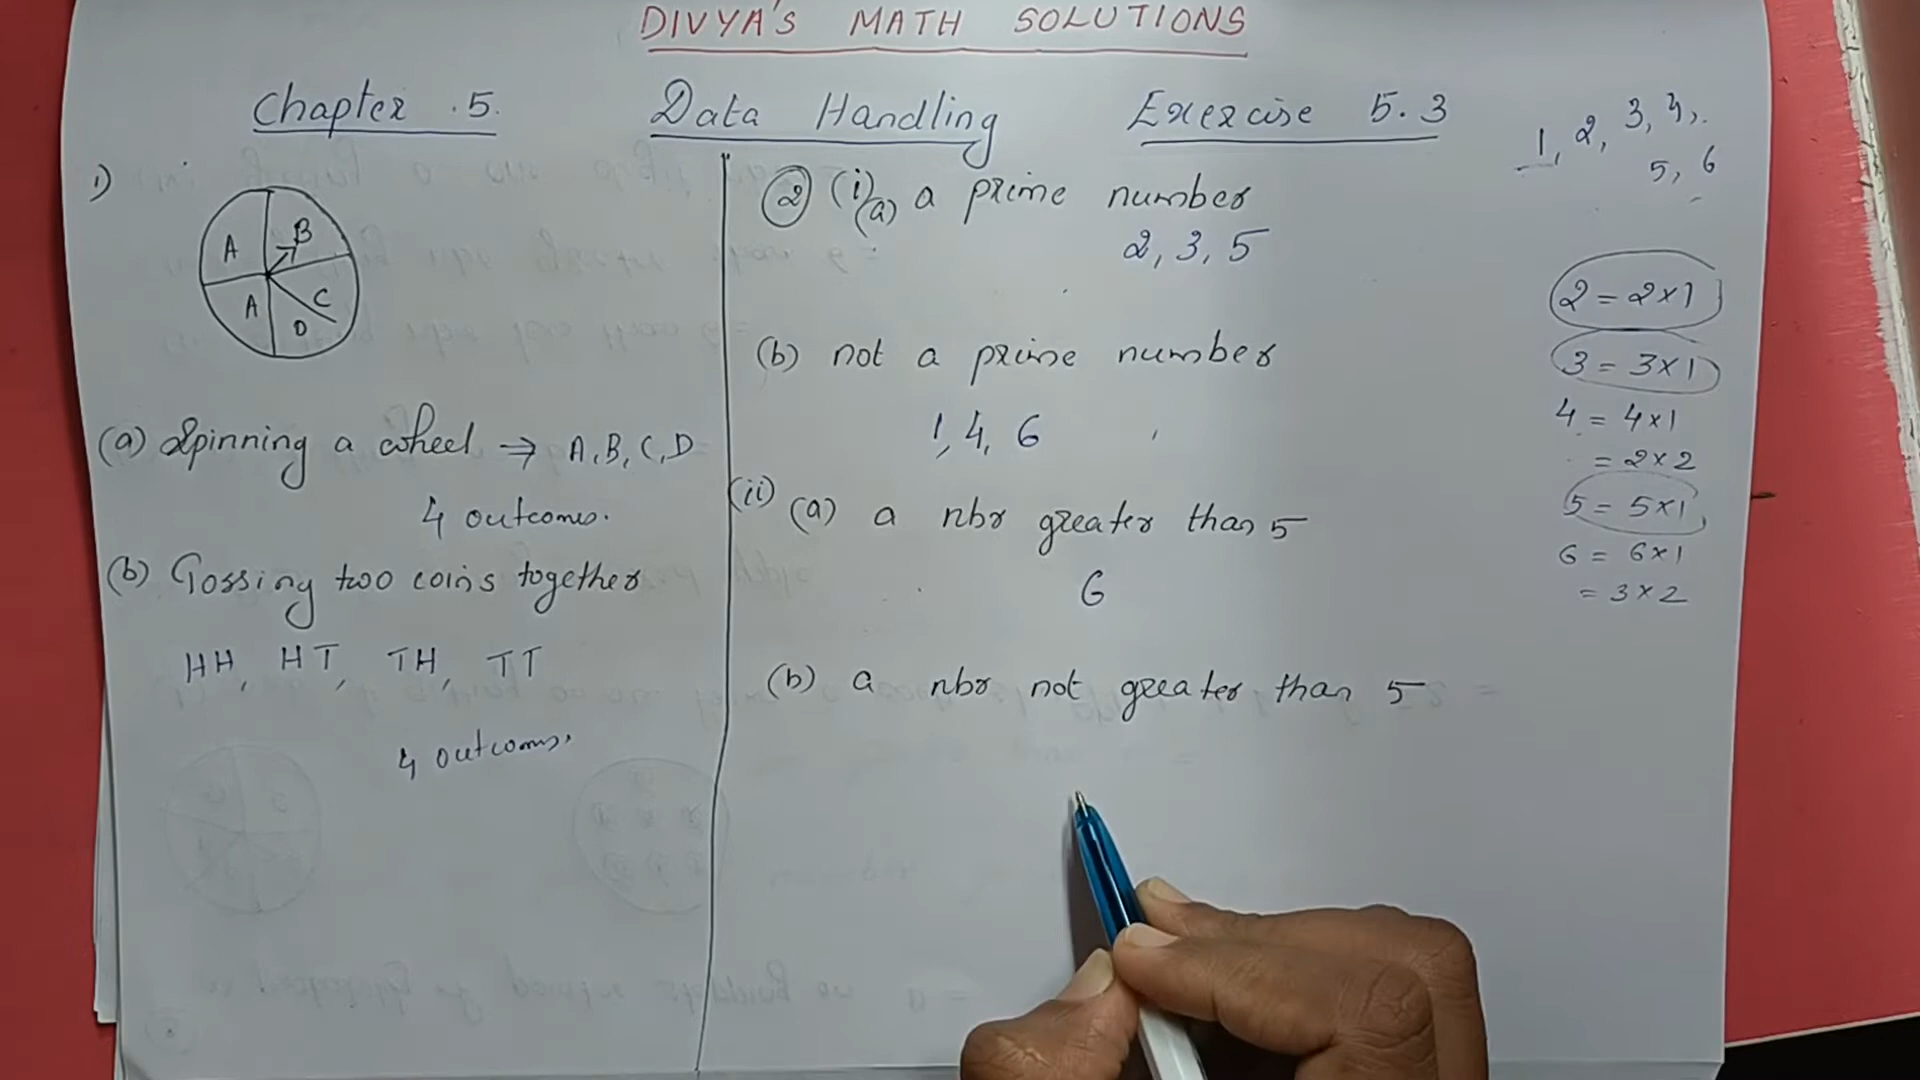 DIVYA'S MATH SOLUTIONS
Chapter .5. Data Handling Exercise 5.3
1)
A B
A C
D
(a) Spinning a wheel ⇒ A, B, C, D
4 outcomes.
(b) Tossing two coins together
HH, HT, TH, TT
4 outcoms.
② (i) (a) a prime number
2, 3, 5
(b) not a prime number
1, 4, 6
(ii) (a) a nbr greater than 5
6
(b) a nbr not greater than 5
1, 2, 3, 4,
5, 6
2 = 2×1
3 = 3×1
4 = 4×1
= 2×2
5 = 5×1
6 = 6×1
= 3×2